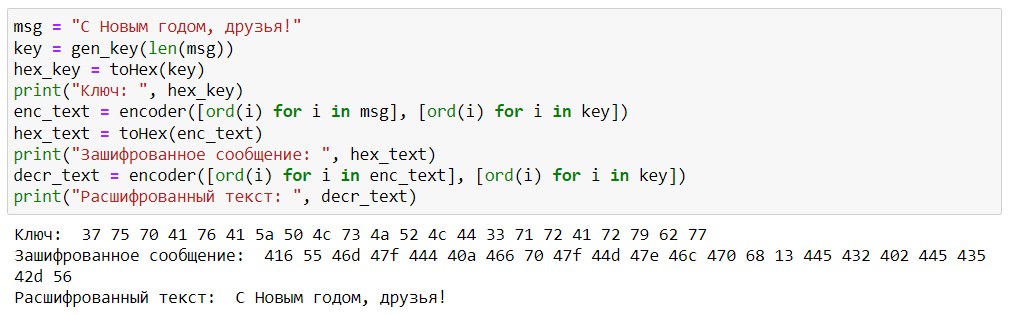 msg = "С Новым годом, друзья!"
key = gen_key(len(msg))
hex_key = toHex(key)
print("Ключ: ", hex_key)
enc_text = encoder([ord(i) for i in msg], [ord(i) for i in key])
hex_text = toHex(enc_text)
print("Зашифрованное сообщение: ", hex_text)
decr_text = encoder([ord(i) for i in enc_text], [ord(i) for i in key])
print("Расшифрованный текст: ", decr_text)
Ключ:  37 75 70 41 76 41 5a 50 4c 73 4a 52 4c 44 33 71 72 41 72 79 62 77
Зашифрованное сообщение:  416 55 46d 47f 444 40a 466 70 47f 44d 47e 46c 470 68 13 445 432 402 445 435
42d 56
Расшифрованный текст:  С Новым годом, друзья!